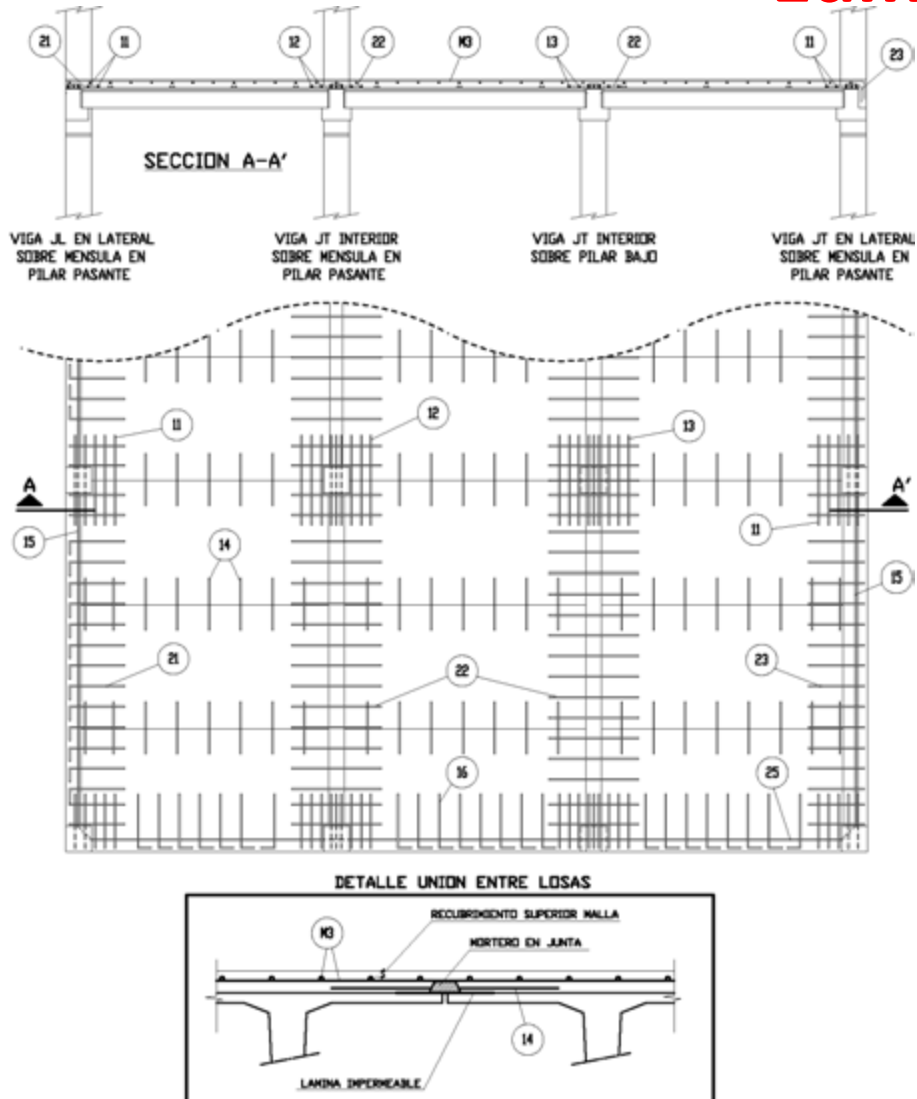 21
11
12
22
M3
13
22
11
23
SECCION A-A'
VIGA JL EN LATERAL
SOBRE MENSULA EN
PILAR PASANTE
VIGA JT INTERIOR
SOBRE MENSULA EN
PILAR PASANTE
VIGA JT INTERIOR
SOBRE PILAR BAJO
VIGA JT EN LATERAL
SOBRE MENSULA EN
PILAR PASANTE
11
12
13
A
A'
15
14
11
15
21
22
23
16
25
DETALLE UNION ENTRE LOSAS
RECUBRIMIENTO SUPERIOR MALLA
M3
MORTERO EN JUNTA
14
LAMINA IMPERMEABLE